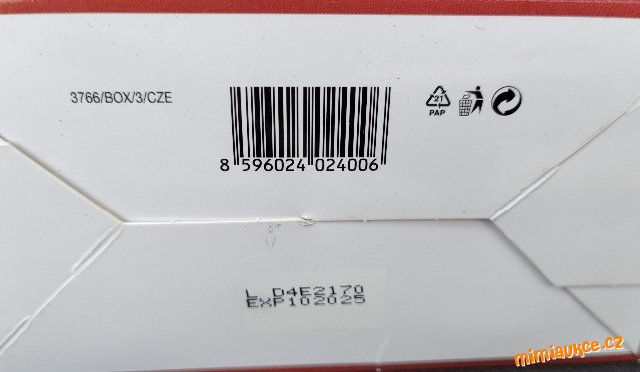 3766/BOX/3/CZE
21
PAP
8 596024 024006
L D4E2170
EXP102025
mimiaukce.cz